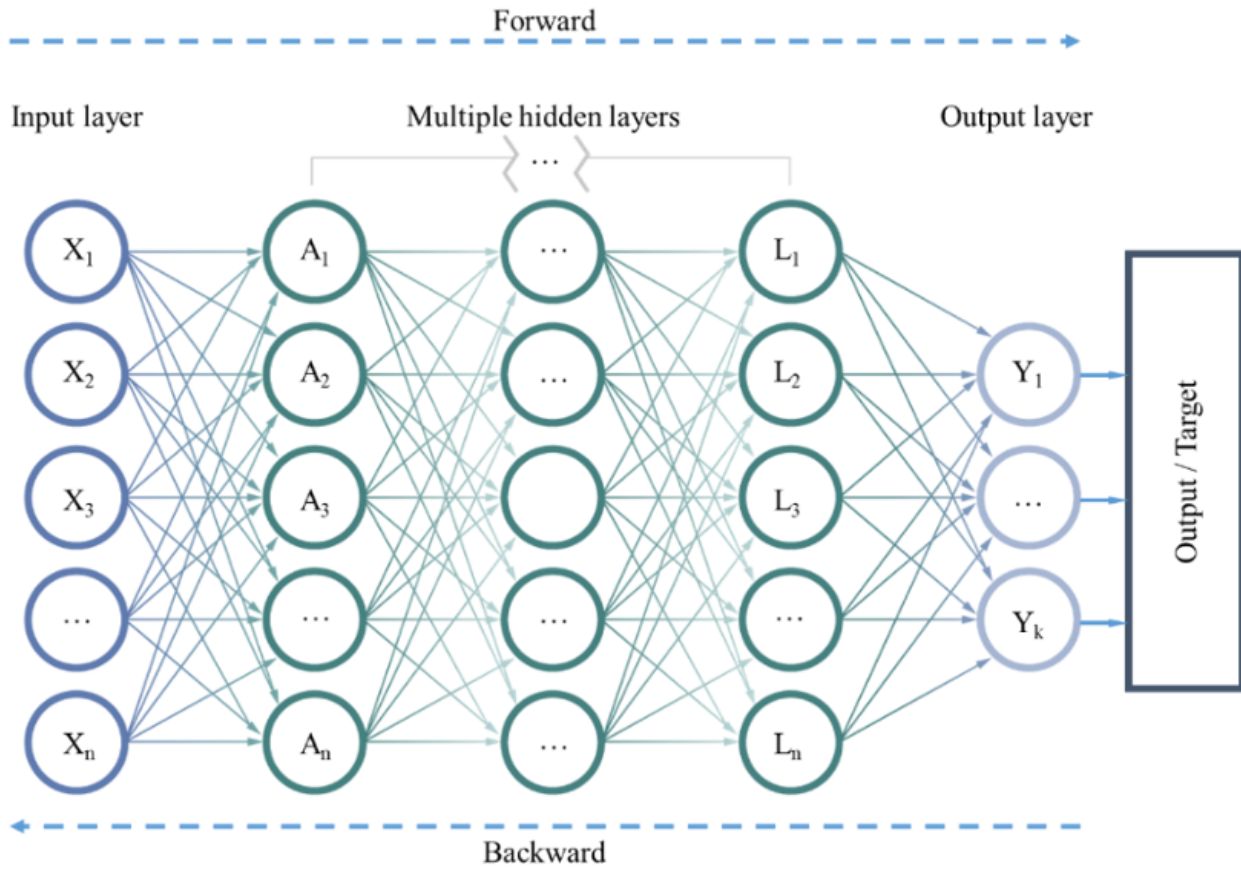 Forward
Input layer
Multiple hidden layers
Output layer
...
X₁ A₁ ... L₁
X₂ A₂ ... L₂ Y₁
X₃ A₃ L₃ ...
... ... ... ... Yₖ
Xₙ Aₙ ... Lₙ
Output / Target
Backward